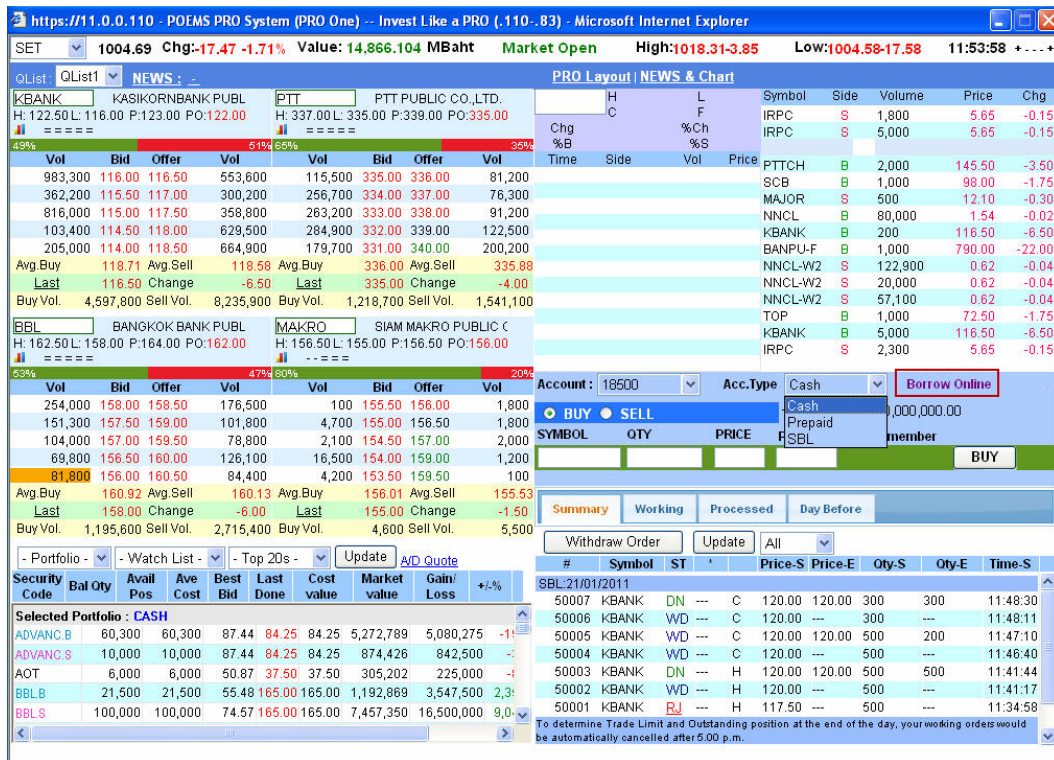 https://11.0.0.110 - POEMS PRO System (PRO One) -- Invest Like a PRO (.110-.83) - Microsoft Internet Explorer
SET 1004.69 Chg:-17.47 -1.71% Value: 14,866.104 MBaht Market Open High:1018.31-3.85 Low:1004.58-17.58 11:53:58 + - - - +
QList : QList1 NEWS : - PRO Layout | NEWS & Chart
KBANK KASIKORNBANK PUBL
H: 122.50 L: 116.00 P:123.00 PO:122.00
= = = = =
49% 51%
Vol Bid Offer Vol
983,300 116.00 116.50 553,600
362,200 115.50 117.00 300,200
816,000 115.00 117.50 358,800
103,400 114.50 118.00 629,500
205,000 114.00 118.50 664,900
Avg.Buy 118.71 Avg.Sell 118.58
Last 116.50 Change -6.50
Buy Vol. 4,597,800 Sell Vol. 8,235,900
PTT PTT PUBLIC CO.,LTD.
H: 337.00 L: 335.00 P:339.00 PO:335.00
= = = = =
65% 35%
Vol Bid Offer Vol
115,500 335.00 336.00 81,200
256,700 334.00 337.00 76,300
263,200 333.00 338.00 91,200
284,900 332.00 339.00 122,500
179,700 331.00 340.00 200,200
Avg.Buy 336.00 Avg.Sell 335.88
Last 335.00 Change -4.00
Buy Vol. 1,218,700 Sell Vol. 1,541,100
BBL BANGKOK BANK PUBL
H: 162.50 L: 158.00 P:164.00 PO:162.00
= = = = =
53% 47%
Vol Bid Offer Vol
254,000 158.00 158.50 176,500
151,300 157.50 159.00 101,800
104,000 157.00 159.50 78,800
69,800 156.50 160.00 126,100
81,800 156.00 160.50 84,400
Avg.Buy 160.92 Avg.Sell 160.13
Last 158.00 Change -6.00
Buy Vol. 1,195,600 Sell Vol. 2,715,400
MAKRO SIAM MAKRO PUBLIC C
H: 156.50 L: 155.00 P:156.50 PO:156.00
- - = = =
80% 20%
Vol Bid Offer Vol
100 155.50 156.00 1,800
4,700 155.00 156.50 1,800
2,100 154.50 157.00 2,000
16,500 154.00 159.00 1,200
4,200 153.50 159.50 100
Avg.Buy 156.01 Avg.Sell 155.53
Last 155.00 Change -1.50
Buy Vol. 4,600 Sell Vol. 5,500
H L
C F
Chg %Ch
%B %S
Time Side Vol Price
Symbol Side Volume Price Chg
IRPC S 1,800 5.65 -0.15
IRPC S 5,000 5.65 -0.15
PTTCH B 2,000 145.50 -3.50
SCB B 1,000 98.00 -1.75
MAJOR S 500 12.10 -0.30
NNCL B 80,000 1.54 -0.02
KBANK B 200 116.50 -6.50
BANPU-F B 1,000 790.00 -22.00
NNCL-W2 S 122,900 0.62 -0.04
NNCL-W2 S 20,000 0.62 -0.04
NNCL-W2 S 57,100 0.62 -0.04
TOP B 1,000 72.50 -1.75
KBANK B 5,000 116.50 -6.50
IRPC S 2,300 5.65 -0.15
Account : 18500 Acc.Type Cash Borrow Online
Cash
Prepaid
SBL
BUY SELL 0,000,000.00
SYMBOL QTY PRICE member
BUY
Summary Working Processed Day Before
Withdraw Order Update All
# Symbol ST ' Price-S Price-E Qty-S Qty-E Time-S
SBL:21/01/2011
50007 KBANK DN --- C 120.00 120.00 300 300 11:48:30
50006 KBANK WD --- C 120.00 --- 300 --- 11:48:11
50005 KBANK WD --- C 120.00 120.00 500 200 11:47:10
50004 KBANK WD --- C 120.00 --- 500 --- 11:46:40
50003 KBANK DN --- H 120.00 120.00 500 500 11:41:44
50002 KBANK WD --- H 120.00 --- 500 --- 11:41:17
50001 KBANK RJ --- H 117.50 --- 500 --- 11:34:58
To determine Trade Limit and Outstanding position at the end of the day, your working orders would
be automatically cancelled after 5.00 p.m.
- Portfolio - - Watch List - - Top 20s - Update A/D Quote
Security Code Bal Qty Avail Pos Ave Cost Best Bid Last Done Cost value Market value Gain/ Loss +/-%
Selected Portfolio : CASH
ADVANC.B 60,300 60,300 87.44 84.25 84.25 5,272,789 5,080,275
ADVANC.S 10,000 10,000 87.44 84.25 84.25 874,426 842,500
AOT 6,000 6,000 50.87 37.50 37.50 305,202 225,000
BBL.B 21,500 21,500 55.48 165.00 165.00 1,192,869 3,547,500
BBL.S 100,000 100,000 74.57 165.00 165.00 7,457,350 16,500,000